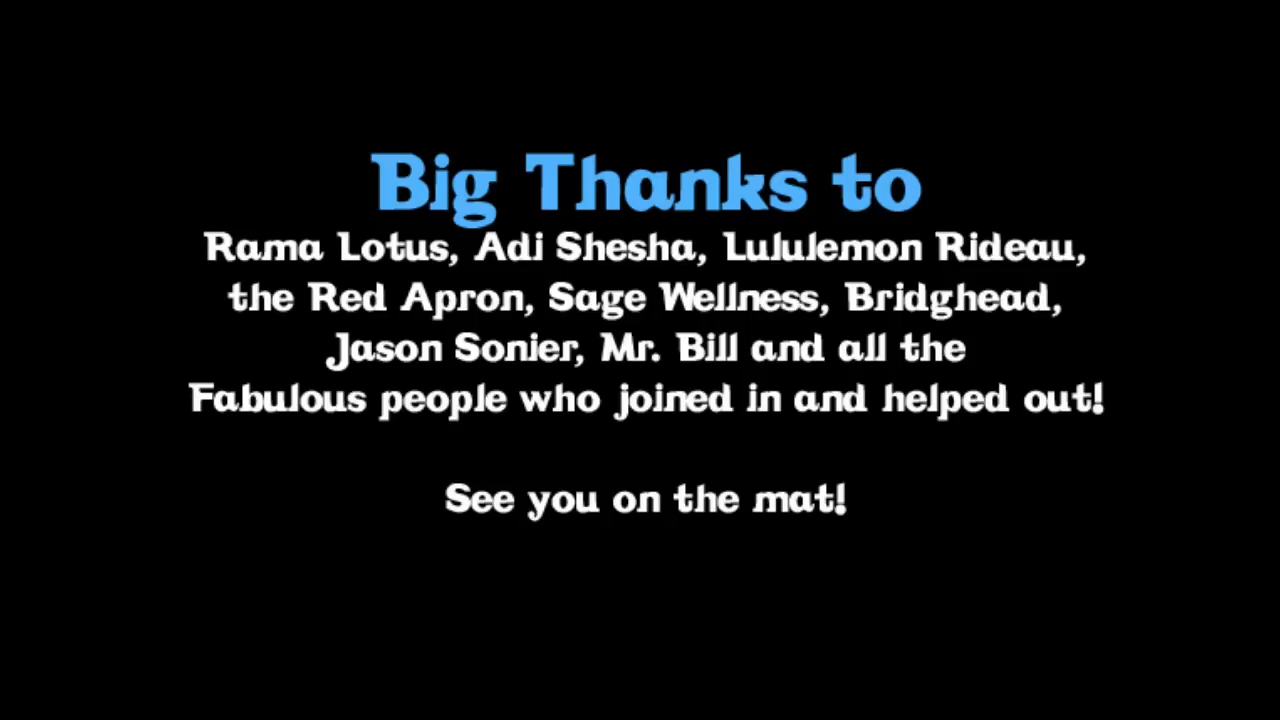 Big Thanks to
Rama Lotus, Adi Shesha, Lululemon Rideau,
the Red Apron, Sage Wellness, Bridghead,
Jason Sonier, Mr. Bill and all the
Fabulous people who joined in and helped out!
See you on the mat!